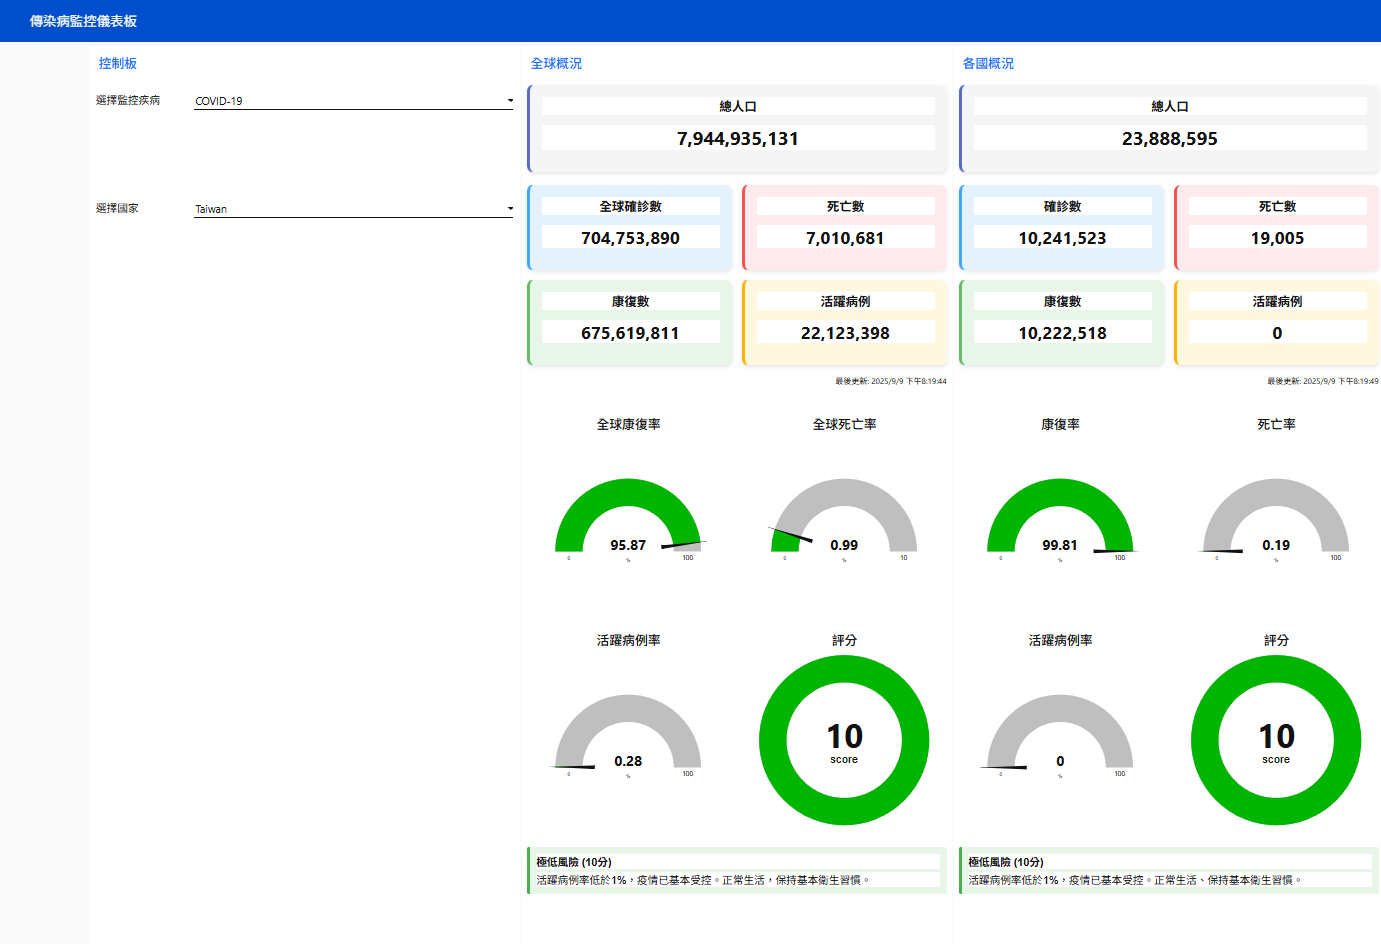 傳染病監控儀表板
控制板
選擇監控疾病
COVID-19
選擇國家
Taiwan
全球概況
總人口
7,944,935,131
全球確診數
704,753,890
死亡數
7,010,681
康復數
675,619,811
活躍病例
22,123,398
最後更新: 2025/9/9 下午8:19:44
全球康復率
95.87
%
0
100
全球死亡率
0.99
%
0
10
活躍病例率
0.28
%
0
100
評分
10
score
極低風險 (10分)
活躍病例率低於1%，疫情已基本受控。正常生活，保持基本衛生習慣。
各國概況
總人口
23,888,595
確診數
10,241,523
死亡數
19,005
康復數
10,222,518
活躍病例
0
最後更新: 2025/9/9 下午8:19:49
康復率
99.81
%
0
100
死亡率
0.19
%
0
100
活躍病例率
0
%
0
100
評分
10
score
極低風險 (10分)
活躍病例率低於1%，疫情已基本受控。正常生活、保持基本衛生習慣。